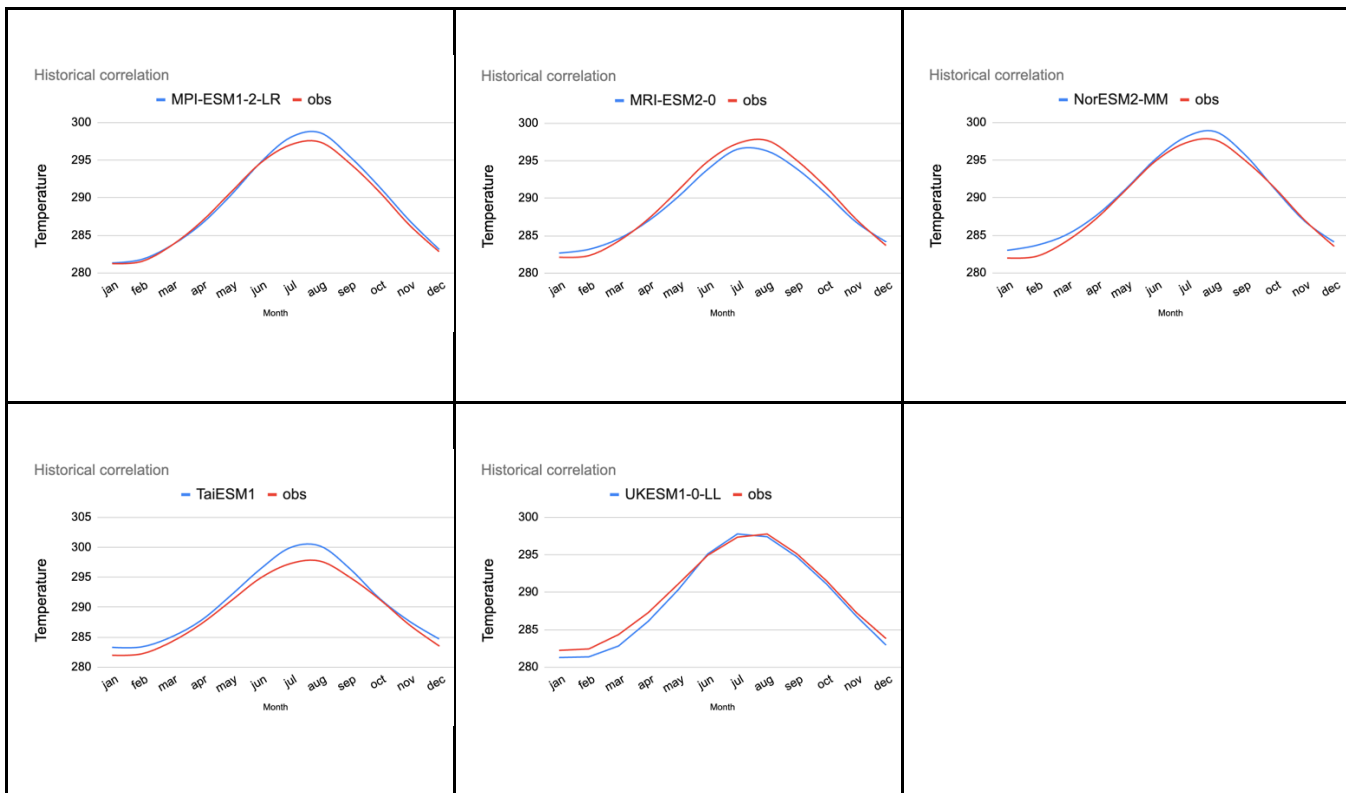 Historical correlation
MPI-ESM1-2-LR obs
Temperature
300
295
290
285
280
jan feb mar apr may jun jul aug sep oct nov dec
Month
Historical correlation
MRI-ESM2-0 obs
Temperature
300
295
290
285
280
jan feb mar apr may jun jul aug sep oct nov dec
Month
Historical correlation
NorESM2-MM obs
Temperature
300
295
290
285
280
jan feb mar apr may jun jul aug sep oct nov dec
Month
Historical correlation
TaiESM1 obs
Temperature
305
300
295
290
285
280
jan feb mar apr may jun jul aug sep oct nov dec
Month
Historical correlation
UKESM1-0-LL obs
Temperature
300
295
290
285
280
jan feb mar apr may jun jul aug sep oct nov dec
Month